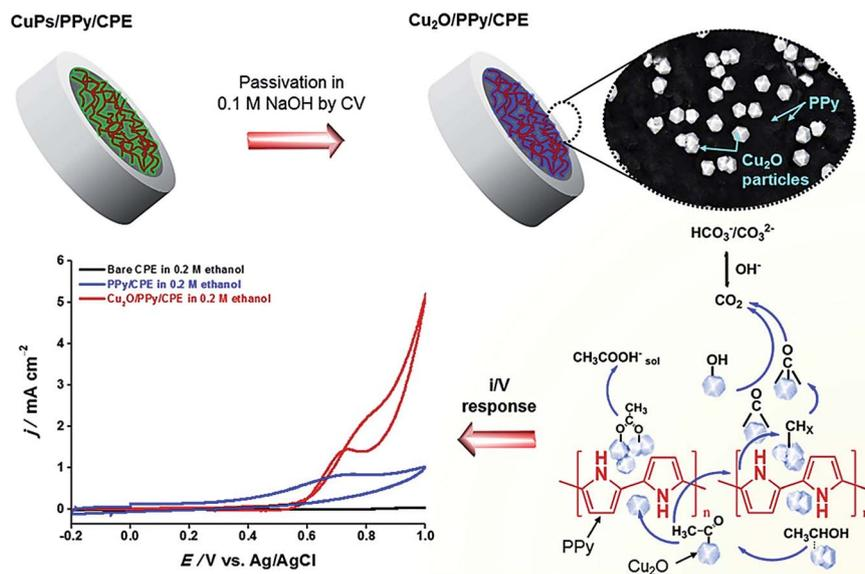 CuPs/PPy/CPE
Passivation in
0.1 M NaOH by CV
Cu₂O/PPy/CPE
PPy
Cu₂O
particles
j / mA cm⁻²
6
5
4
3
2
1
0
Bare CPE in 0.2 M ethanol
PPy/CPE in 0.2 M ethanol
Cu₂O/PPy/CPE in 0.2 M ethanol
-0.2
0.0
0.2
0.4
0.6
0.8
1.0
E /V vs. Ag/AgCl
i/V
response
HCO₃⁻/CO₃²⁻
OH⁻
CO₂
CH₃COOH⁻ sol
OH
O
C
O
C
CH₃
C
O O
CHₓ
H
N
N
H
n
H
N
N
H
n
PPy
H₃C-C
O
Cu₂O
CH₃CHOH